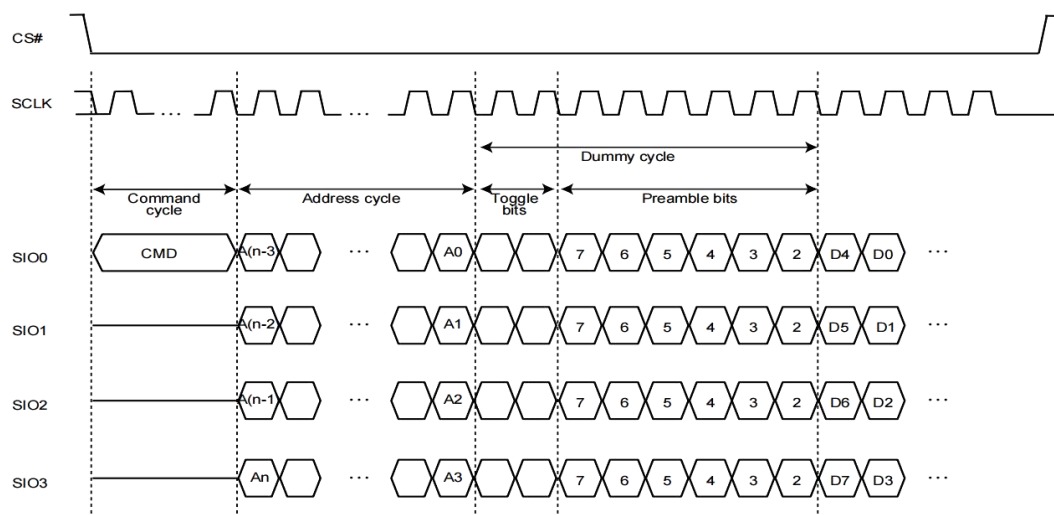 CS#
SCLK
... ...
Dummy cycle
Command cycle
Address cycle
Toggle bits
Preamble bits
SIO0 CMD A(n-3) ... A0 7 6 5 4 3 2 D4 D0 ...
SIO1 A(n-2) ... A1 7 6 5 4 3 2 D5 D1 ...
SIO2 A(n-1 ... A2 7 6 5 4 3 2 D6 D2 ...
SIO3 An ... A3 7 6 5 4 3 2 D7 D3 ...